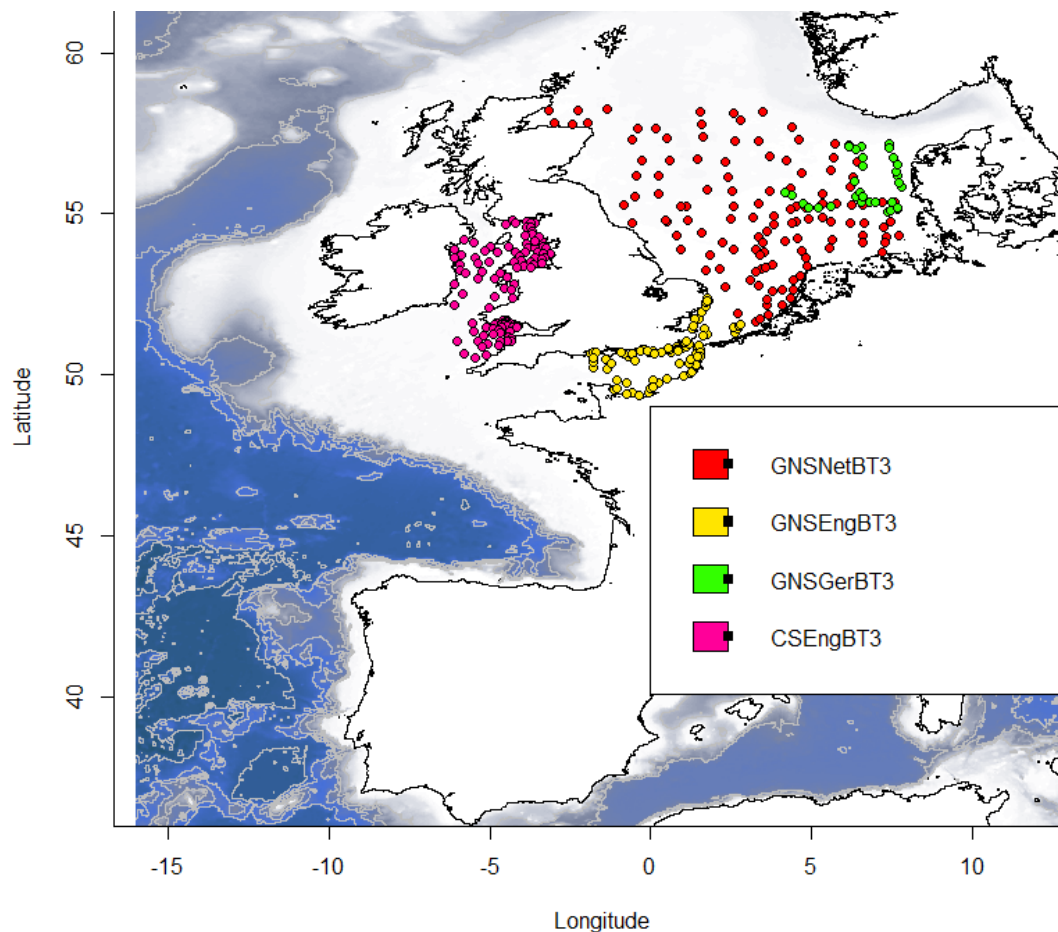 60
55
50
45
40
Latitude
GNSNetBT3
GNSEngBT3
GNSGerBT3
CSEngBT3
-15 -10 -5 0 5 10
Longitude